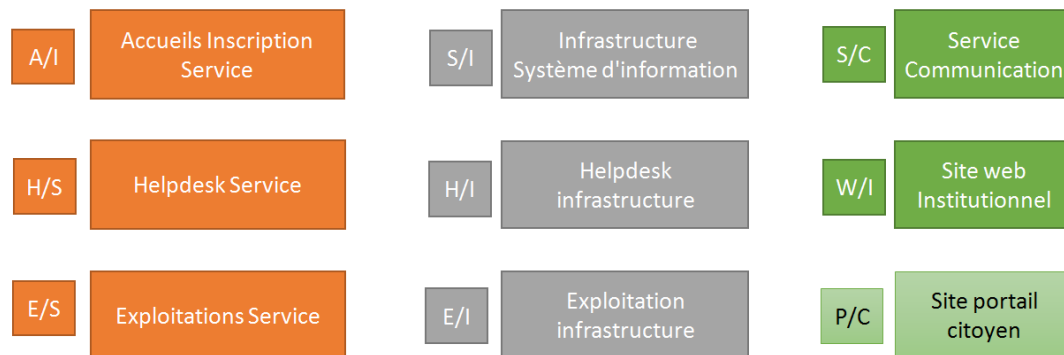 A/I
Accueils Inscription
Service
S/I
Infrastructure
Système d'information
S/C
Service
Communication
H/S
Helpdesk Service
H/I
Helpdesk
infrastructure
W/I
Site web
Institutionnel
E/S
Exploitations Service
E/I
Exploitation
infrastructure
P/C
Site portail
citoyen